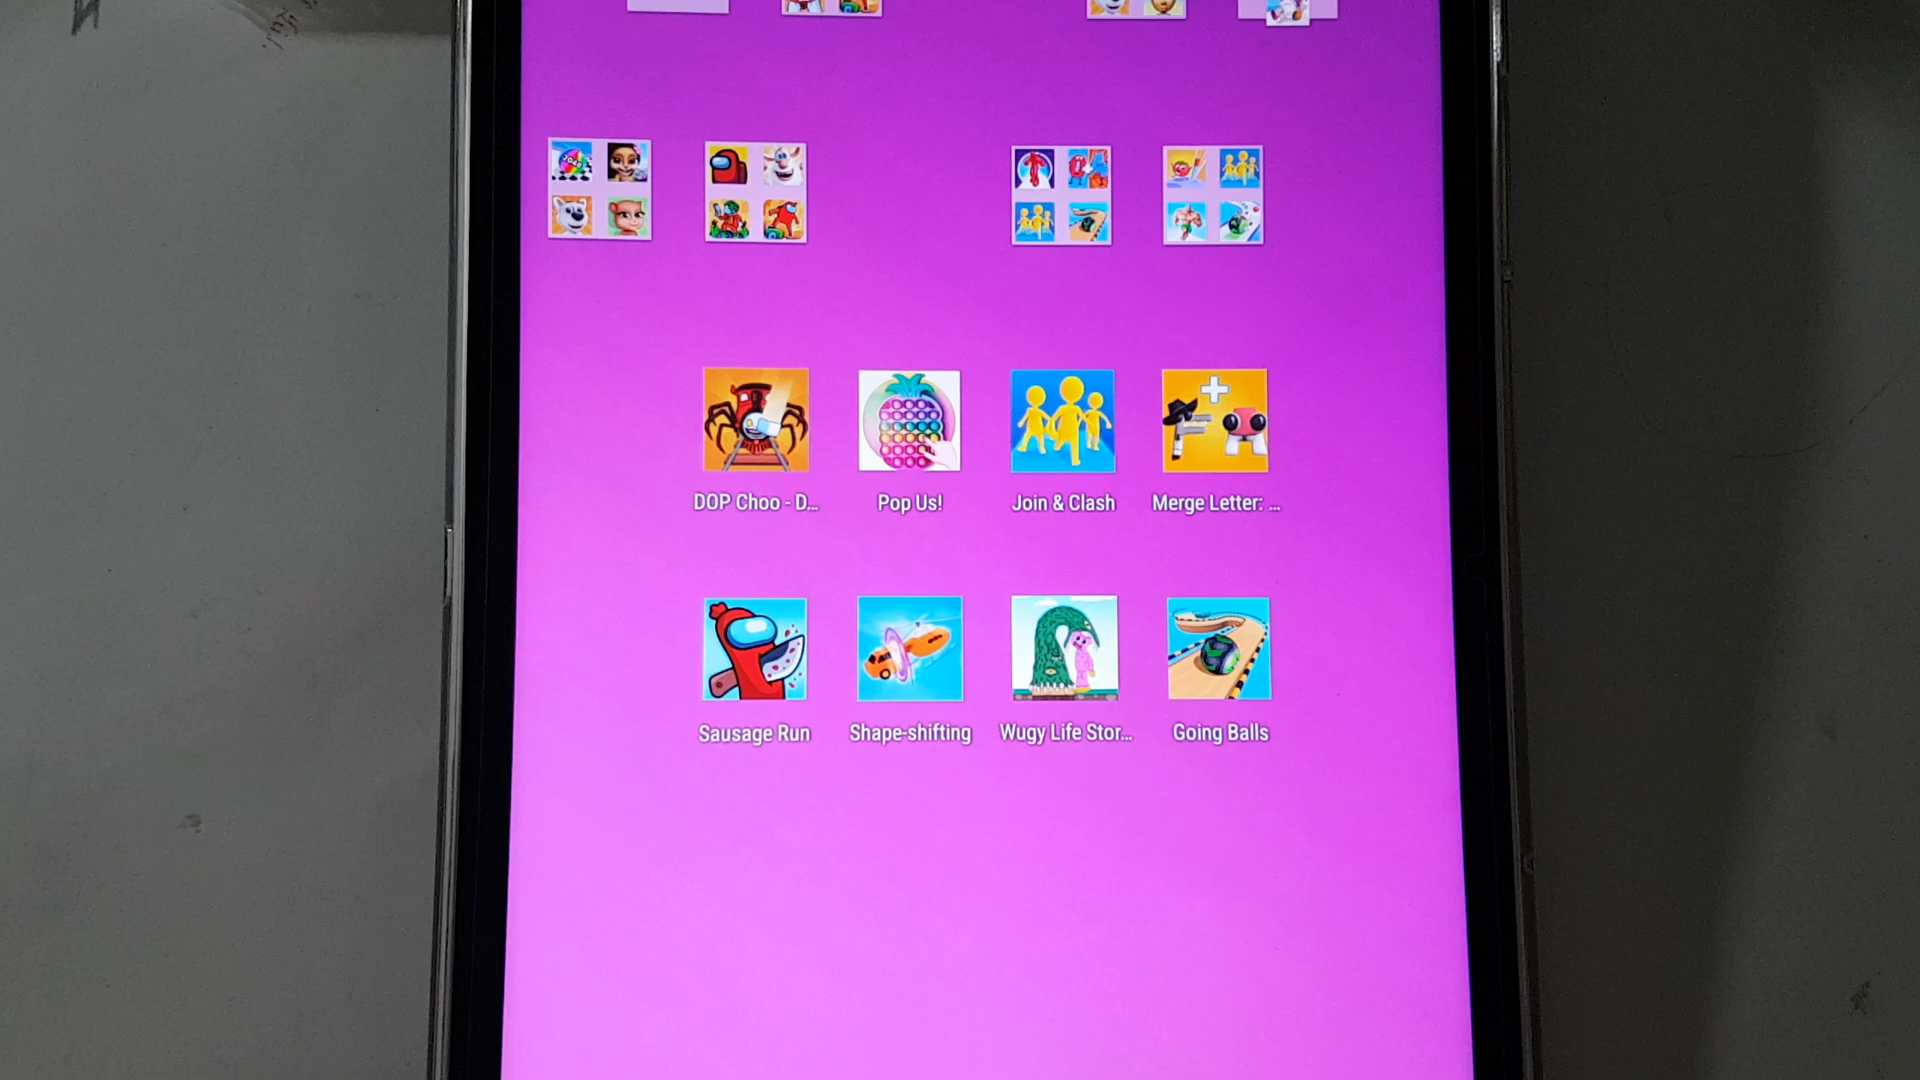 DOP Choo - D...
Pop Us!
Join & Clash
Merge Letter: ...
Sausage Run
Shape-shifting
Wugy Life Stor...
Going Balls